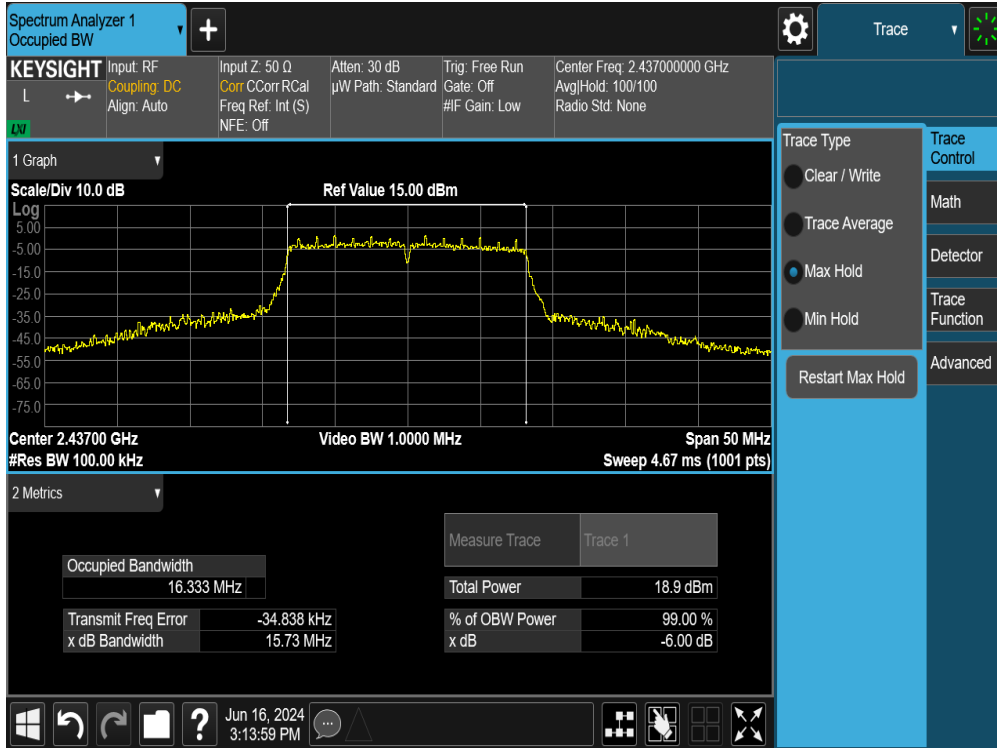 Spectrum Analyzer 1
Occupied BW
+
Trace
KEYSIGHT
L
LXI
Input: RF
Coupling: DC
Align: Auto
Input Z: 50 Ω
Corr CCorr RCal
Freq Ref: Int (S)
NFE: Off
Atten: 30 dB
µW Path: Standard
Trig: Free Run
Gate: Off
#IF Gain: Low
Center Freq: 2.437000000 GHz
Avg|Hold: 100/100
Radio Std: None
1 Graph
Scale/Div 10.0 dB
Ref Value 15.00 dBm
Log
5.00
-5.00
-15.0
-25.0
-35.0
-45.0
-55.0
-65.0
-75.0
Center 2.43700 GHz
Video BW 1.0000 MHz
Span 50 MHz
#Res BW 100.00 kHz
Sweep 4.67 ms (1001 pts)
2 Metrics
Measure Trace Trace 1
Occupied Bandwidth
16.333 MHz
Total Power 18.9 dBm
Transmit Freq Error -34.838 kHz
% of OBW Power 99.00 %
x dB Bandwidth 15.73 MHz
x dB -6.00 dB
Trace Type
Clear / Write
Trace Average
Max Hold
Min Hold
Restart Max Hold
Trace
Control
Math
Detector
Trace
Function
Advanced
?
Jun 16, 2024
3:13:59 PM